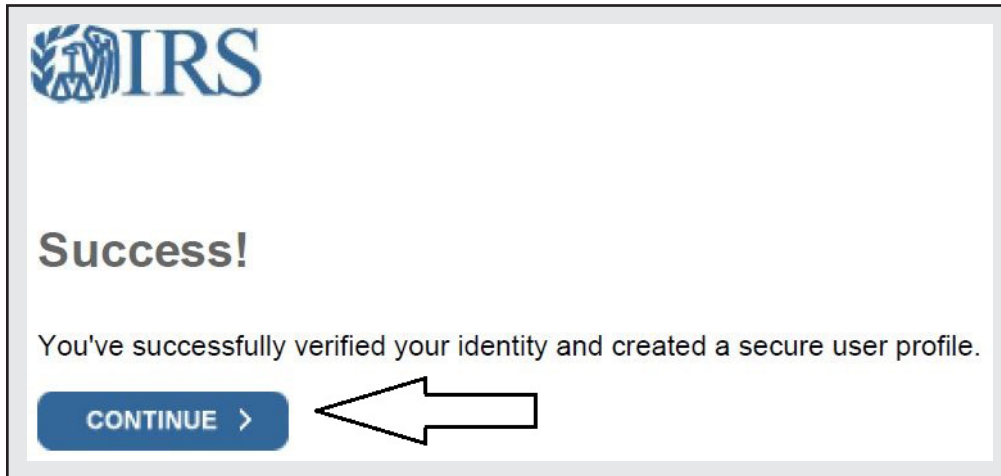 IRS
Success!
You've successfully verified your identity and created a secure user profile.
CONTINUE >